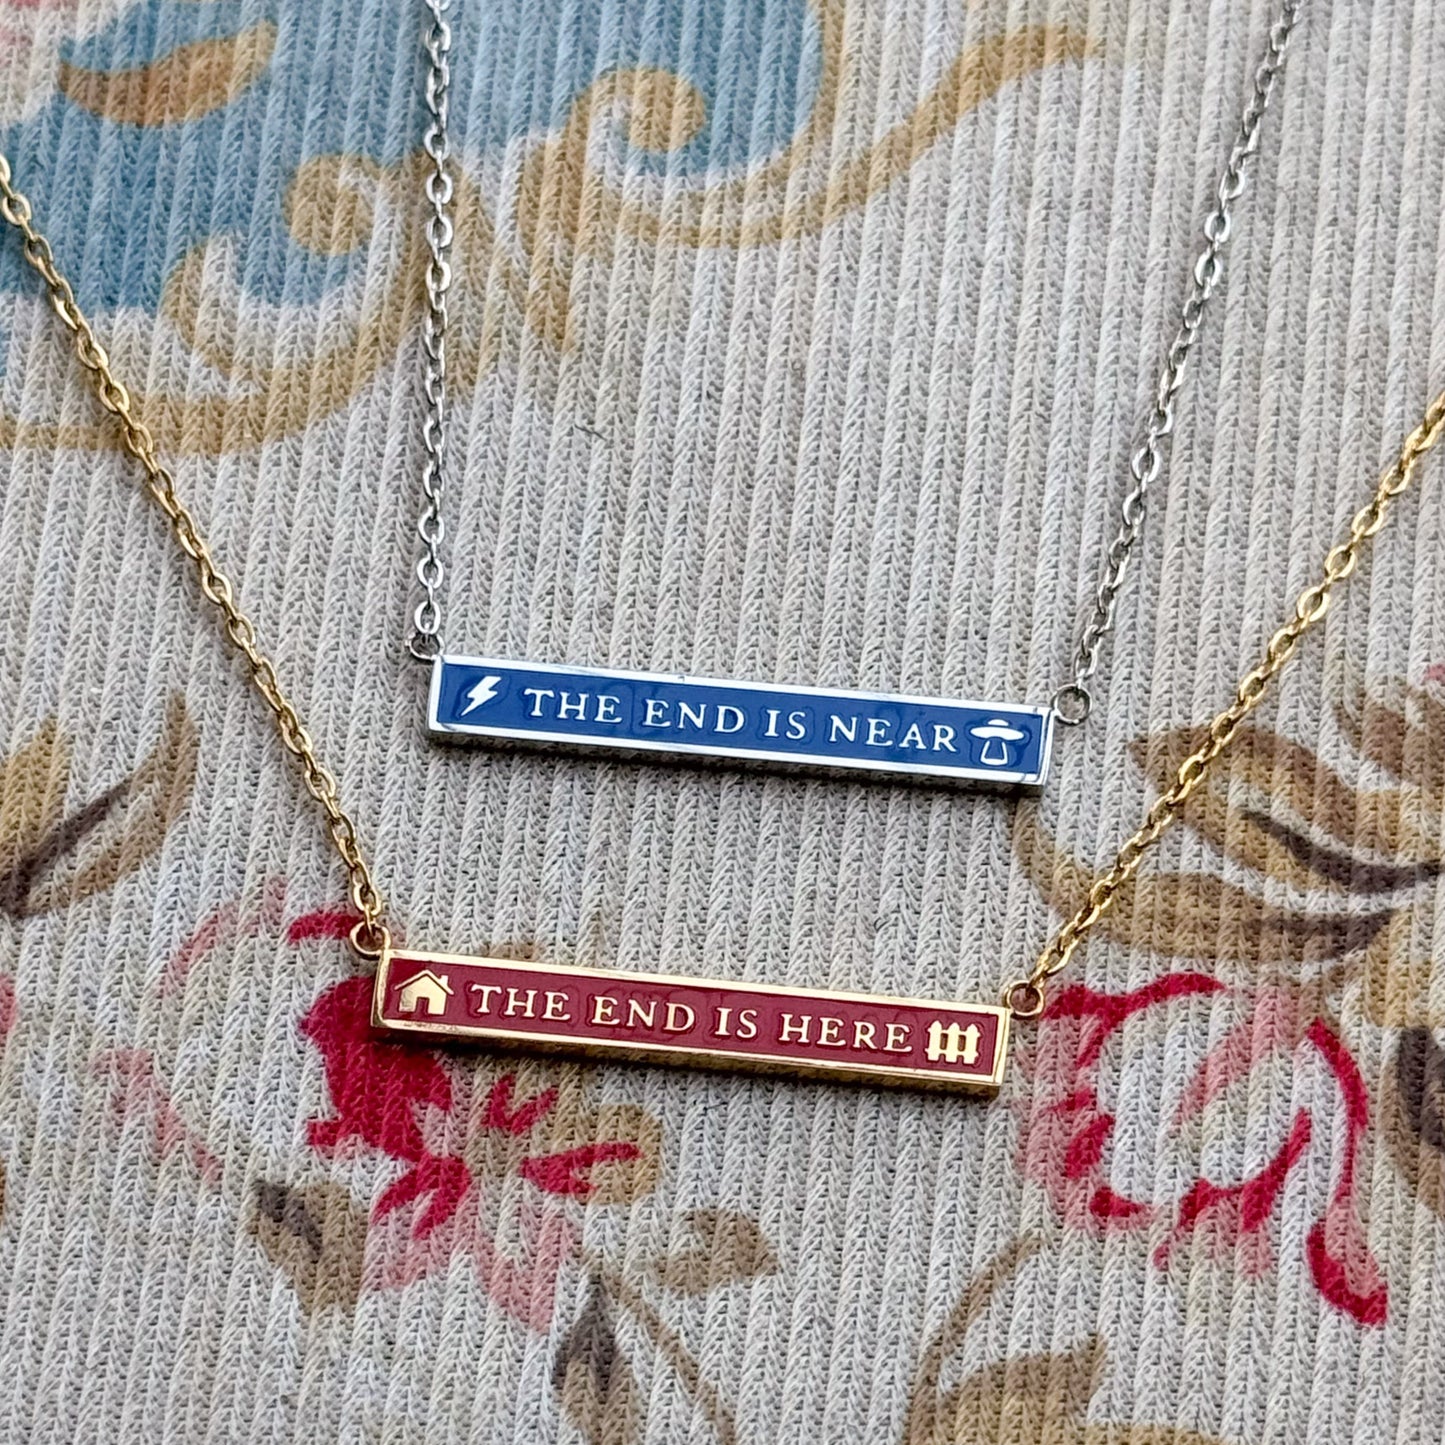 THE END IS NEAR
THE END IS HERE